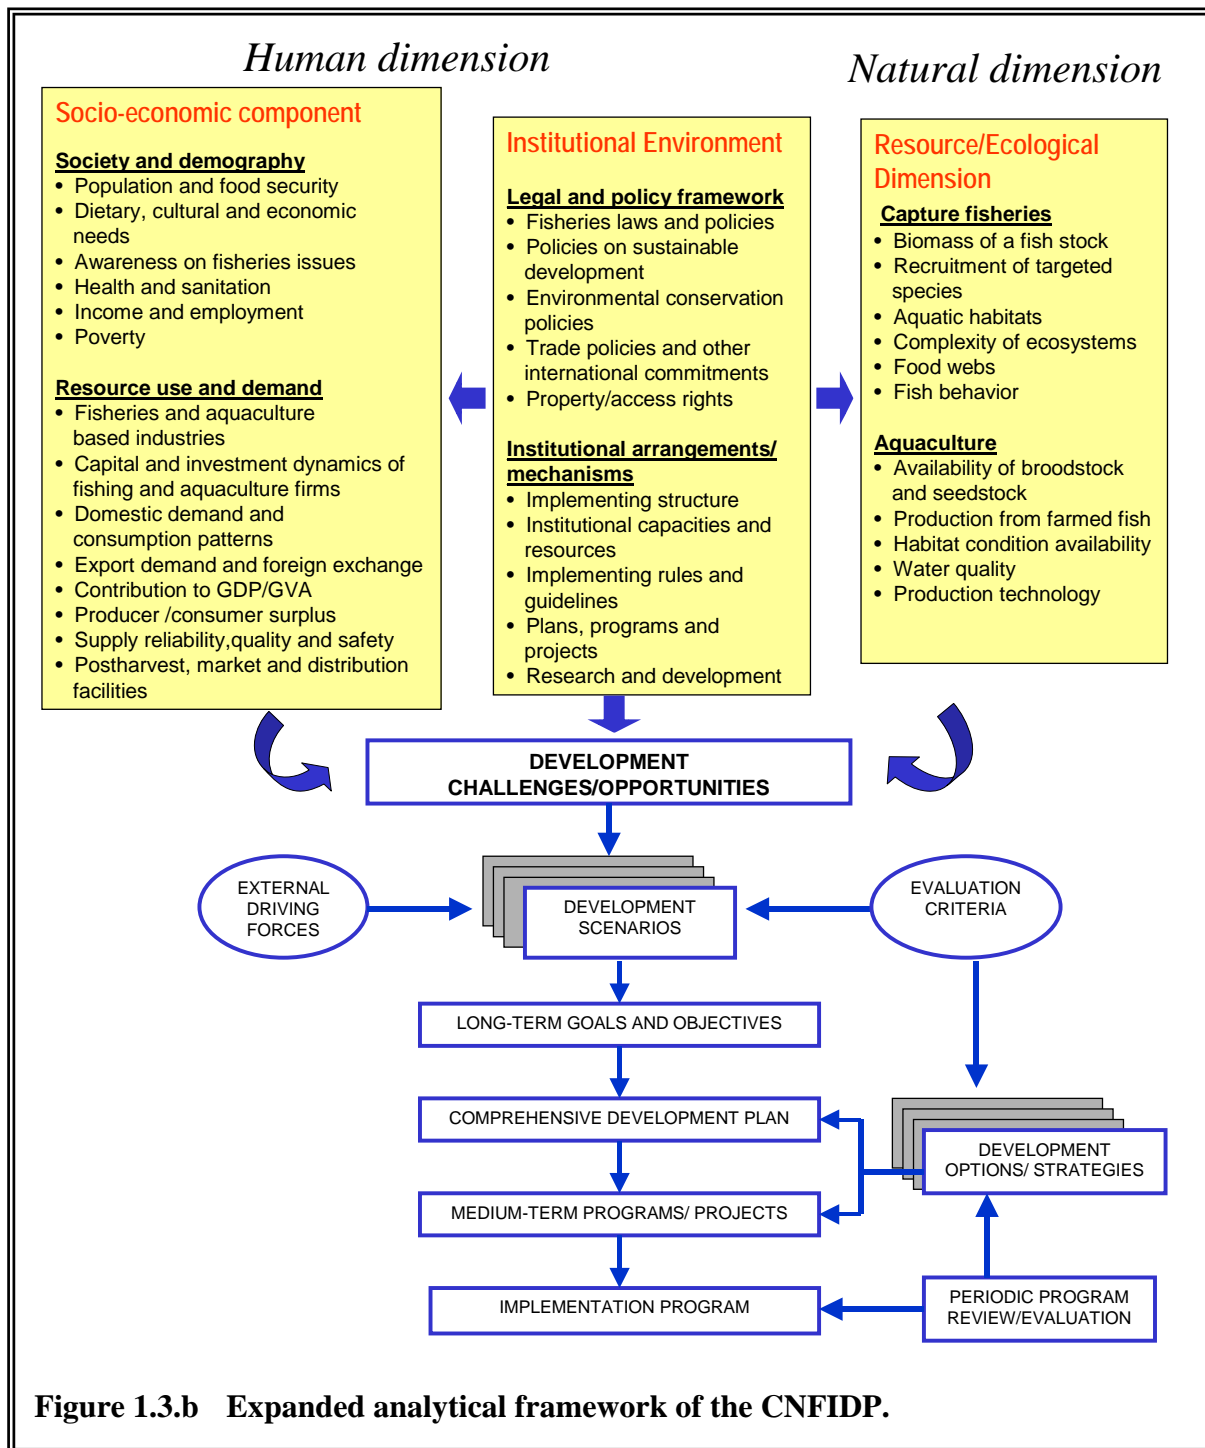 Human dimension
Natural dimension
Socio-economic component
Society and demography
• Population and food security
• Dietary, cultural and economic
needs
• Awareness on fisheries issues
• Health and sanitation
• Income and employment
• Poverty
Resource use and demand
• Fisheries and aquaculture
based industries
• Capital and investment dynamics of
fishing and aquaculture firms
• Domestic demand and
consumption patterns
• Export demand and foreign exchange
• Contribution to GDP/GVA
• Producer /consumer surplus
• Supply reliability,quality and safety
• Postharvest, market and distribution
facilities
Institutional Environment
Legal and policy framework
• Fisheries laws and policies
• Policies on sustainable
development
• Environmental conservation
policies
• Trade policies and other
international commitments
• Property/access rights
Institutional arrangements/
mechanisms
• Implementing structure
• Institutional capacities and
resources
• Implementing rules and
guidelines
• Plans, programs and
projects
• Research and development
Resource/Ecological
Dimension
Capture fisheries
• Biomass of a fish stock
• Recruitment of targeted
species
• Aquatic habitats
• Complexity of ecosystems
• Food webs
• Fish behavior
Aquaculture
• Availability of broodstock
and seedstock
• Production from farmed fish
• Habitat condition availability
• Water quality
• Production technology
DEVELOPMENT
CHALLENGES/OPPORTUNITIES
EXTERNAL
DRIVING
FORCES
DEVELOPMENT
SCENARIOS
EVALUATION
CRITERIA
LONG-TERM GOALS AND OBJECTIVES
COMPREHENSIVE DEVELOPMENT PLAN
DEVELOPMENT
OPTIONS/ STRATEGIES
MEDIUM-TERM PROGRAMS/ PROJECTS
IMPLEMENTATION PROGRAM
PERIODIC PROGRAM
REVIEW/EVALUATION
Figure 1.3.b Expanded analytical framework of the CNFIDP.